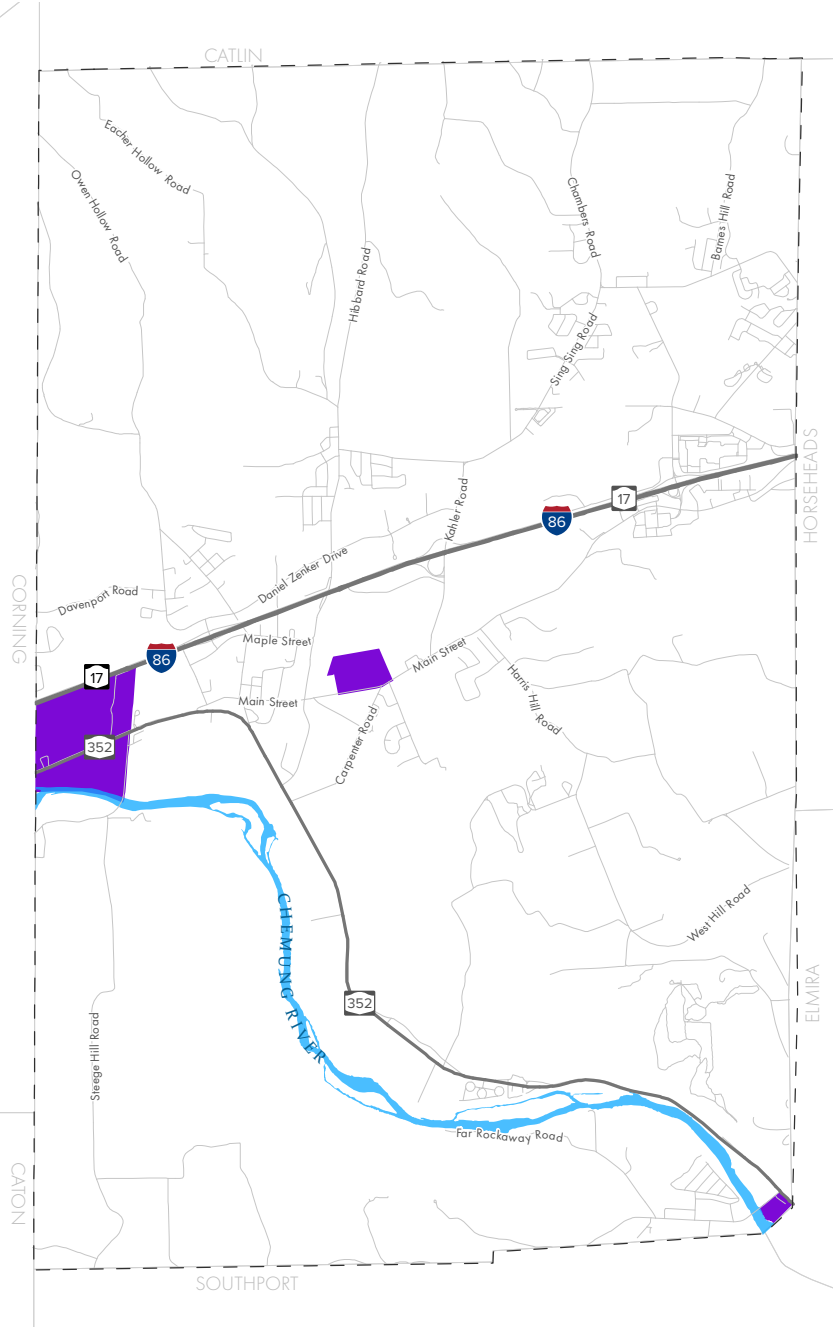 CATLIN
Eacher Hollow Road
Owen Hollow Road
Chambers Road
Barnes Hill Road
Hibbard Road
Sing Sing Road
HORSEHEADS
Kahler Road
17
86
Daniel Zenker Drive
Davenport Road
CORNING
Maple Street
86
Main Street
17
Harris Hill Road
Main Street
Carpenter Road
352
West Hill Road
CHEMUNG RIVER
ELMIRA
352
Steege Hill Road
Far Rockaway Road
CATON
SOUTHPORT